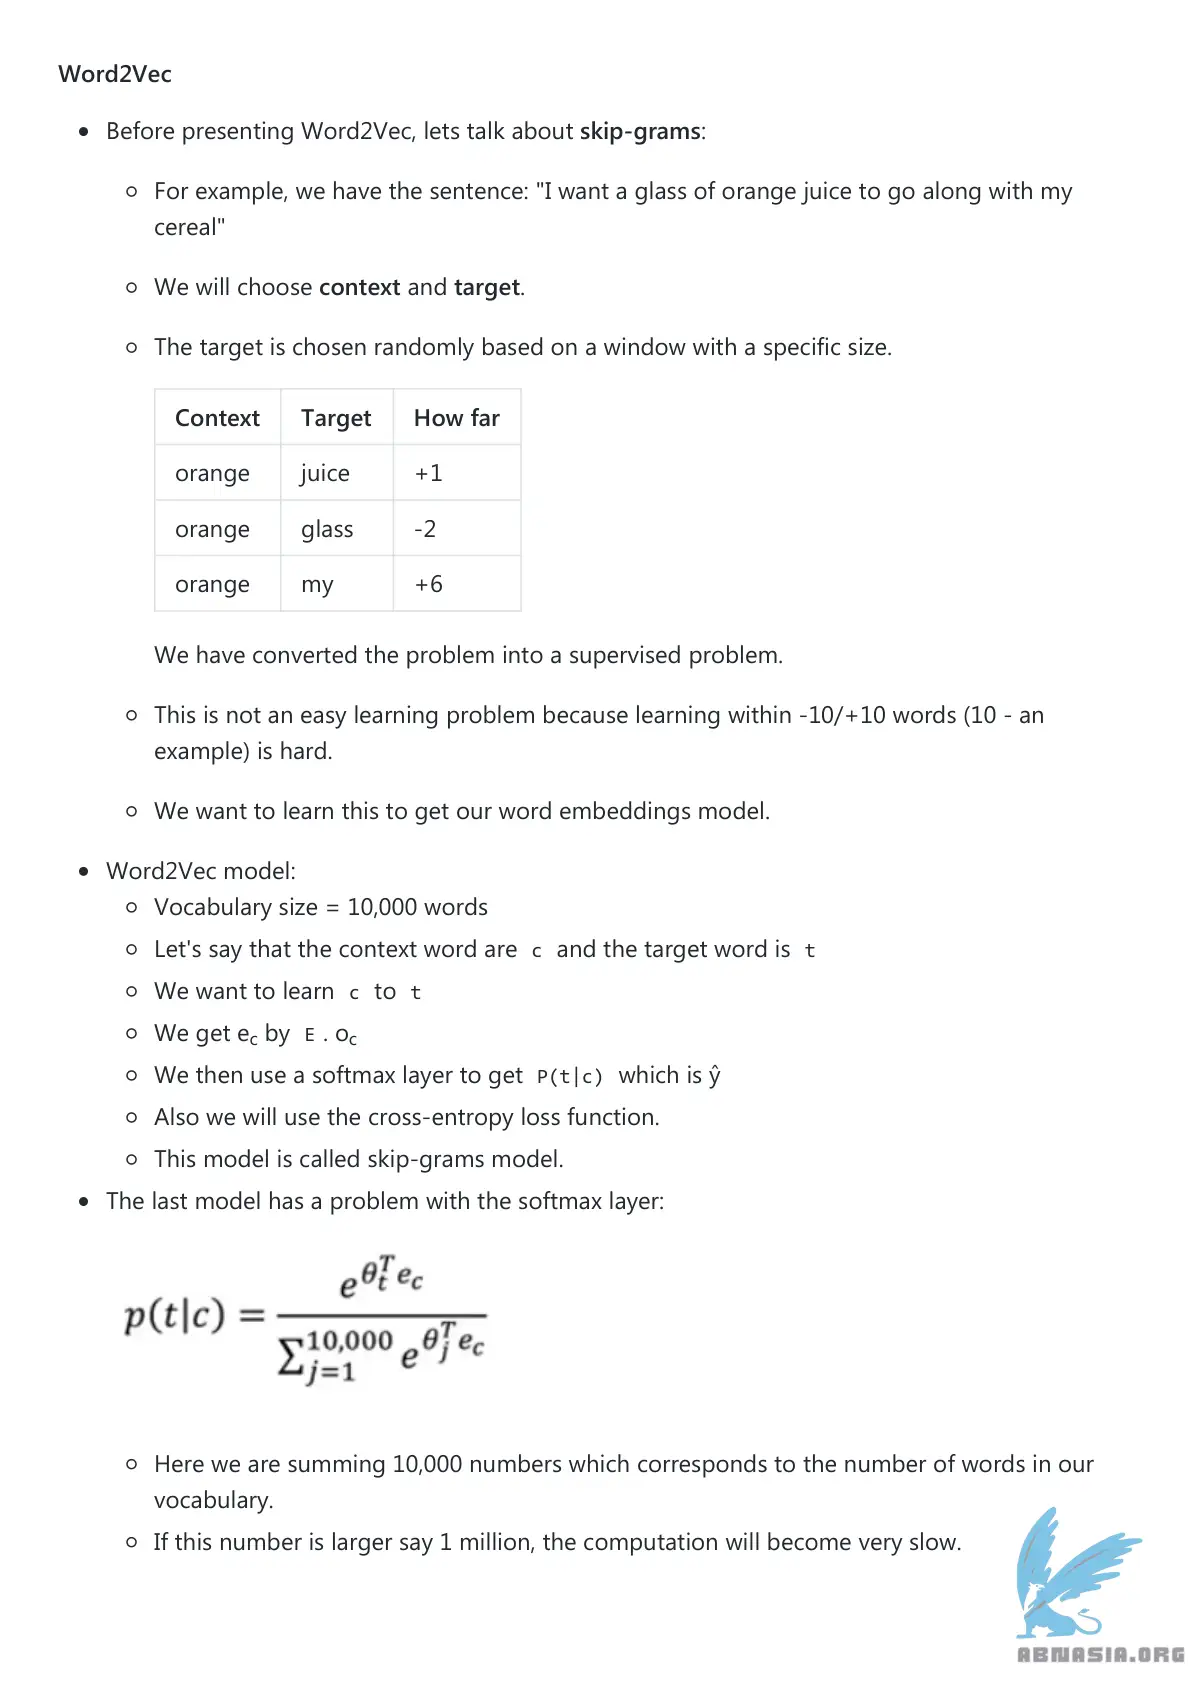 Word2Vec
Before presenting Word2Vec, lets talk about skip-grams:
For example, we have the sentence: "I want a glass of orange juice to go along with my
cereal"
We will choose context and target.
The target is chosen randomly based on a window with a specific size.
Context Target How far
orange juice +1
orange glass -2
orange my +6
We have converted the problem into a supervised problem.
This is not an easy learning problem because learning within -10/+10 words (10 - an
example) is hard.
We want to learn this to get our word embeddings model.
Word2Vec model:
Vocabulary size = 10,000 words
Let's say that the context word are c and the target word is t
We want to learn c to t
We get e_c by E . o_c
We then use a softmax layer to get P(t|c) which is ŷ
Also we will use the cross-entropy loss function.
This model is called skip-grams model.
The last model has a problem with the softmax layer:
p(t|c) = e^{θ_t^T e_c} / ∑_{j=1}^{10,000} e^{θ_j^T e_c}
Here we are summing 10,000 numbers which corresponds to the number of words in our
vocabulary.
If this number is larger say 1 million, the computation will become very slow.
ABNASIA.ORG